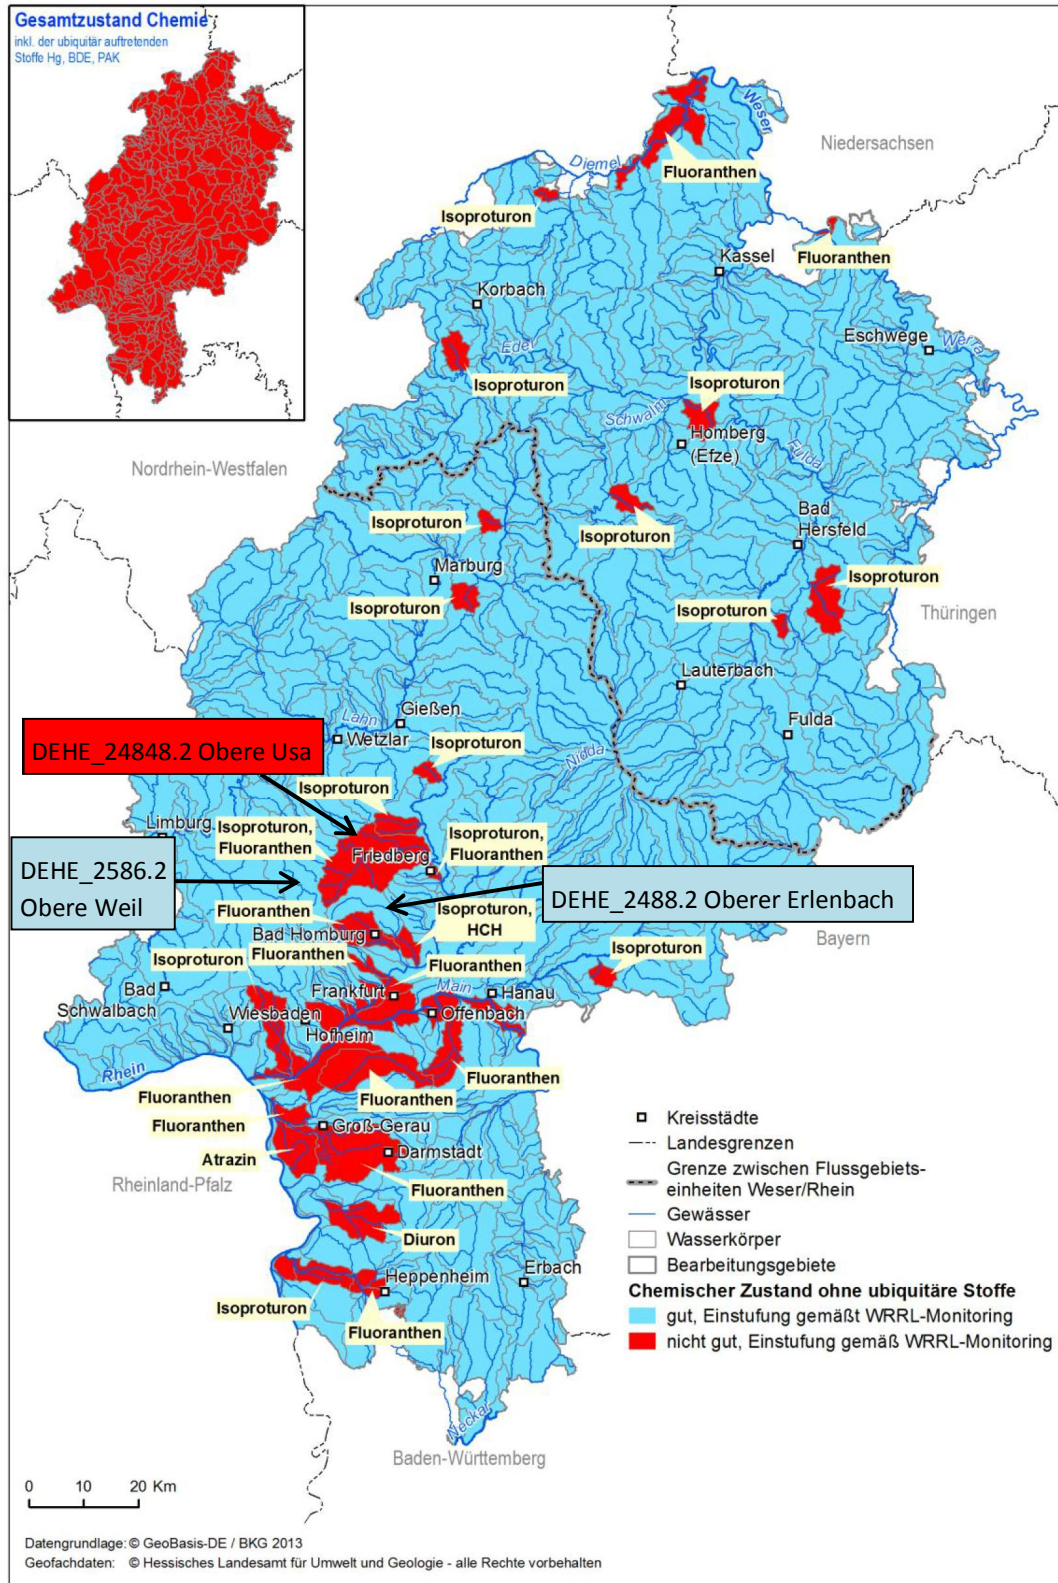 Gesamtzustand Chemie
inkl. der ubiquitär auftretenden
Stoffe Hg, BDE, PAK
Weser
Niedersachsen
Diemel
Fluoranthen
Isoproturon
Fluoranthen
Kassel
Korbach
Eschwege
Werra
Eder
Isoproturon
Isoproturon
Schwalm
Homberg
(Efze)
Fulda
Nordrhein-Westfalen
Isoproturon
Isoproturon
Bad
Hersfeld
Marburg
Isoproturon
Isoproturon
Isoproturon
Thüringen
Lauterbach
Gießen
Lahn
Wetzlar
Fulda
DEHE_24848.2 Obere Usa
Isoproturon
Nidda
Isoproturon
Limburg
Isoproturon,
Fluoranthen
Friedberg
Isoproturon,
Fluoranthen
DEHE_2586.2
Obere Weil
DEHE_2488.2 Oberer Erlenbach
Fluoranthen
Isoproturon,
HCH
Bad Homburg
Bayern
Isoproturon
Fluoranthen
Fluoranthen
Isoproturon
Bad
Schwalbach
Frankfurt
Main
Hanau
Wiesbaden
Offenbach
Hofheim
Rhein
Fluoranthen
Fluoranthen
Fluoranthen
Fluoranthen
Groß-Gerau
Atrazin
Darmstadt
Rheinland-Pfalz
Fluoranthen
Diuron
Heppenheim
Erbach
Isoproturon
Fluoranthen
Neckar
Baden-Württemberg
Kreisstädte
Landesgrenzen
Grenze zwischen Flussgebiets-
einheiten Weser/Rhein
Gewässer
Wasserkörper
Bearbeitungsgebiete
Chemischer Zustand ohne ubiquitäre Stoffe
gut, Einstufung gemäßt WRRL-Monitoring
nicht gut, Einstufung gemäß WRRL-Monitoring
0 10 20 Km
Datengrundlage: © GeoBasis-DE / BKG 2013
Geofachdaten: © Hessisches Landesamt für Umwelt und Geologie - alle Rechte vorbehalten